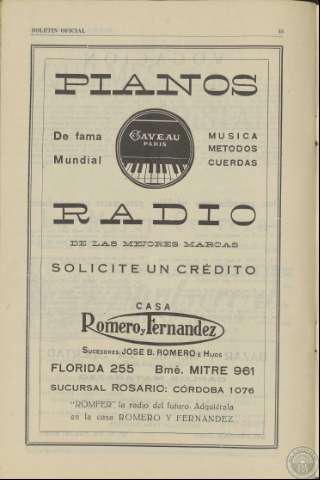 BOLETIN OFICIAL
PIANOS
De fama
Mundial
GAVEAU
PARIS
MUSICA
METODOS
CUERDAS
RADIO
DE LAS MEJORES MARCAS
SOLICITE UN CRÉDITO
CASA
Romero y Fernandez
SUCESORES: JOSE B. ROMERO E HIJOS
FLORIDA 255 Bmé. MITRE 961
SUCURSAL ROSARIO: CÓRDOBA 1076
"ROMFER", la radio del futuro. Adquiérala
en la casa ROMERO Y FERNANDEZ